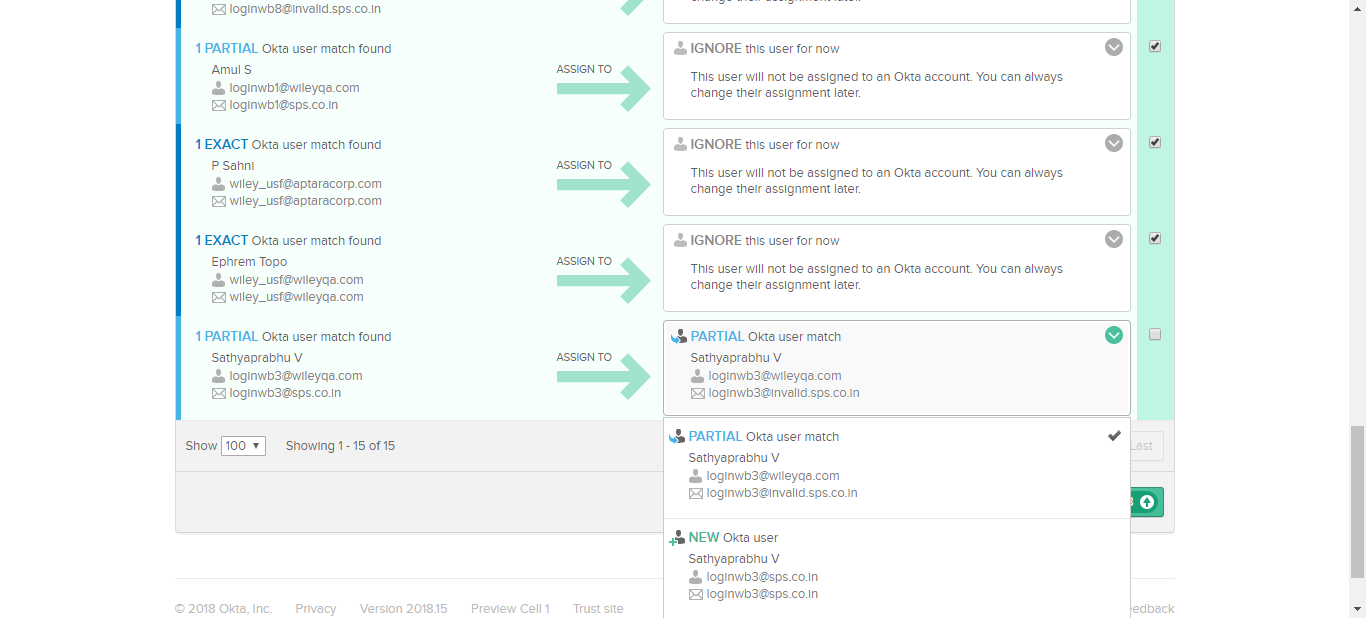 loginwb8@invalid.sps.co.in
change their assignment later.
1 PARTIAL Okta user match found
Amul S
loginwb1@wileyqa.com
loginwb1@sps.co.in
ASSIGN TO
IGNORE this user for now
This user will not be assigned to an Okta account. You can always
change their assignment later.
1 EXACT Okta user match found
P Sahni
wiley_usf@aptaracorp.com
wiley_usf@aptaracorp.com
ASSIGN TO
IGNORE this user for now
This user will not be assigned to an Okta account. You can always
change their assignment later.
1 EXACT Okta user match found
Ephrem Topo
wiley_usf@wileyqa.com
wiley_usf@wileyqa.com
ASSIGN TO
IGNORE this user for now
This user will not be assigned to an Okta account. You can always
change their assignment later.
1 PARTIAL Okta user match found
Sathyaprabhu V
loginwb3@wileyqa.com
loginwb3@sps.co.in
ASSIGN TO
PARTIAL Okta user match
Sathyaprabhu V
loginwb3@wileyqa.com
loginwb3@invalid.sps.co.in
PARTIAL Okta user match
Sathyaprabhu V
loginwb3@wileyqa.com
loginwb3@invalid.sps.co.in
NEW Okta user
Sathyaprabhu V
loginwb3@sps.co.in
loginwb3@sps.co.in
Show 100 Showing 1 - 15 of 15
Last
© 2018 Okta, Inc. Privacy Version 2018.15 Preview Cell 1 Trust site eedback